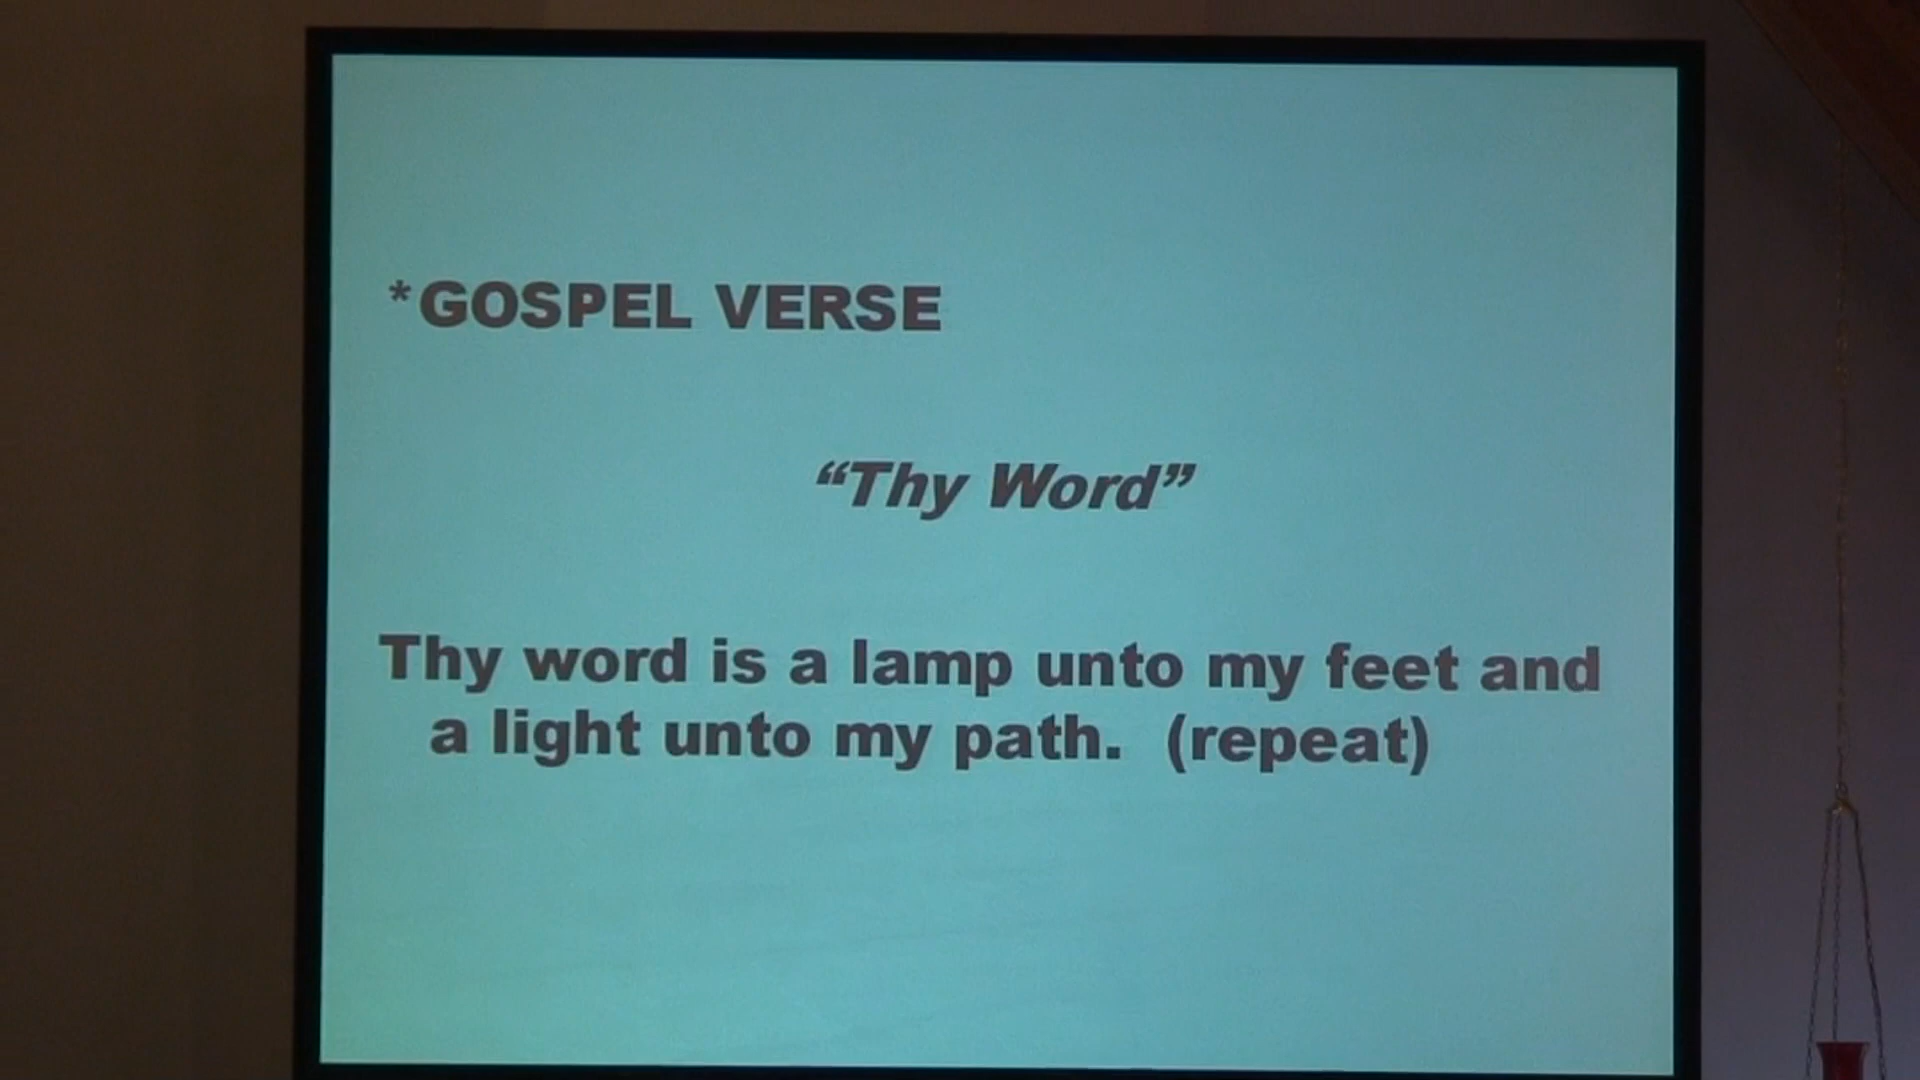 *GOSPEL VERSE
“Thy Word”
Thy word is a lamp unto my feet and
a light unto my path. (repeat)